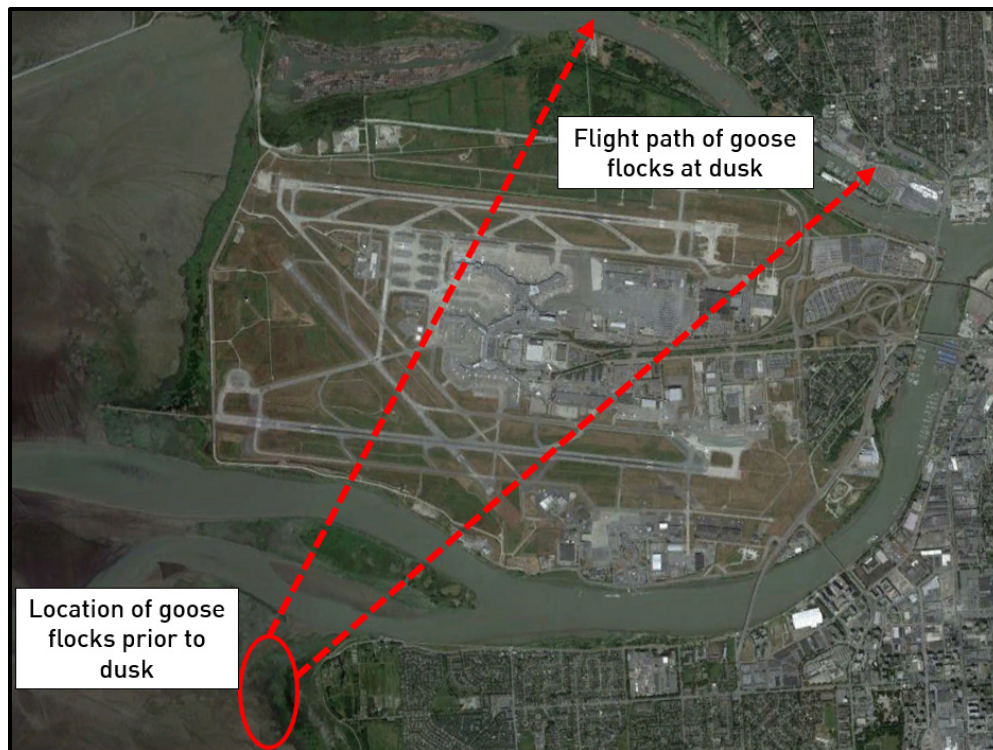 Flight path of goose
flocks at dusk
Location of goose
flocks prior to
dusk